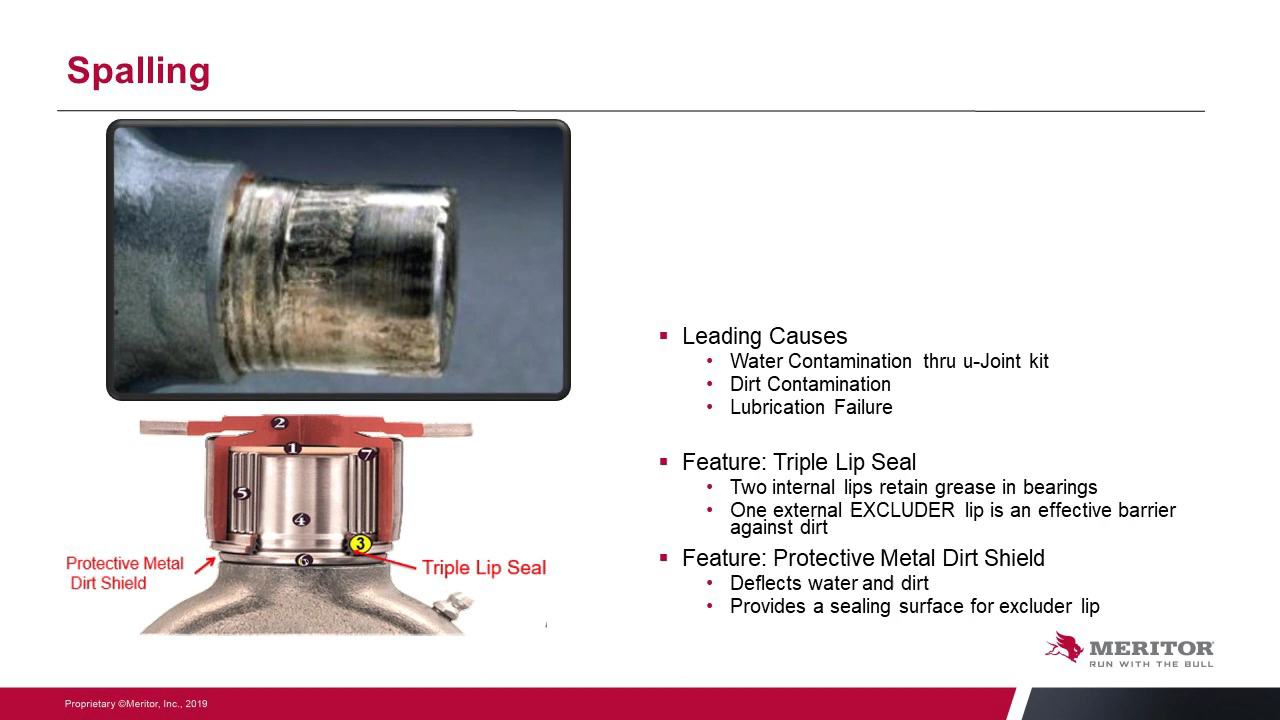 Spalling
2
1
7
5
4
3
6
Protective Metal
Dirt Shield
Triple Lip Seal
Leading Causes
Water Contamination thru u-Joint kit
Dirt Contamination
Lubrication Failure
Feature: Triple Lip Seal
Two internal lips retain grease in bearings
One external EXCLUDER lip is an effective barrier
against dirt
Feature: Protective Metal Dirt Shield
Deflects water and dirt
Provides a sealing surface for excluder lip
MERITOR
RUN WITH THE BULL
Proprietary ©Meritor, Inc., 2019